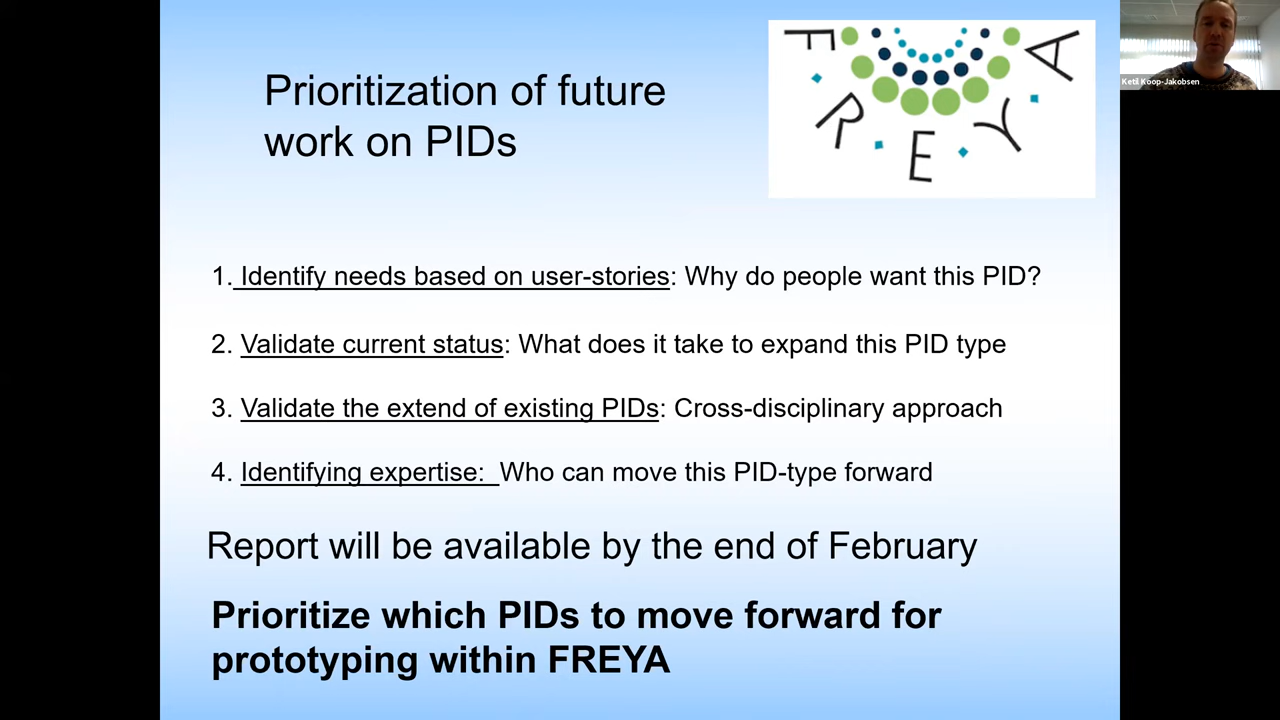 Prioritization of future
work on PIDs
FREYA
Ketil Koop-Jakobsen
1. Identify needs based on user-stories: Why do people want this PID?
2. Validate current status: What does it take to expand this PID type
3. Validate the extend of existing PIDs: Cross-disciplinary approach
4. Identifying expertise: Who can move this PID-type forward
Report will be available by the end of February
Prioritize which PIDs to move forward for
prototyping within FREYA